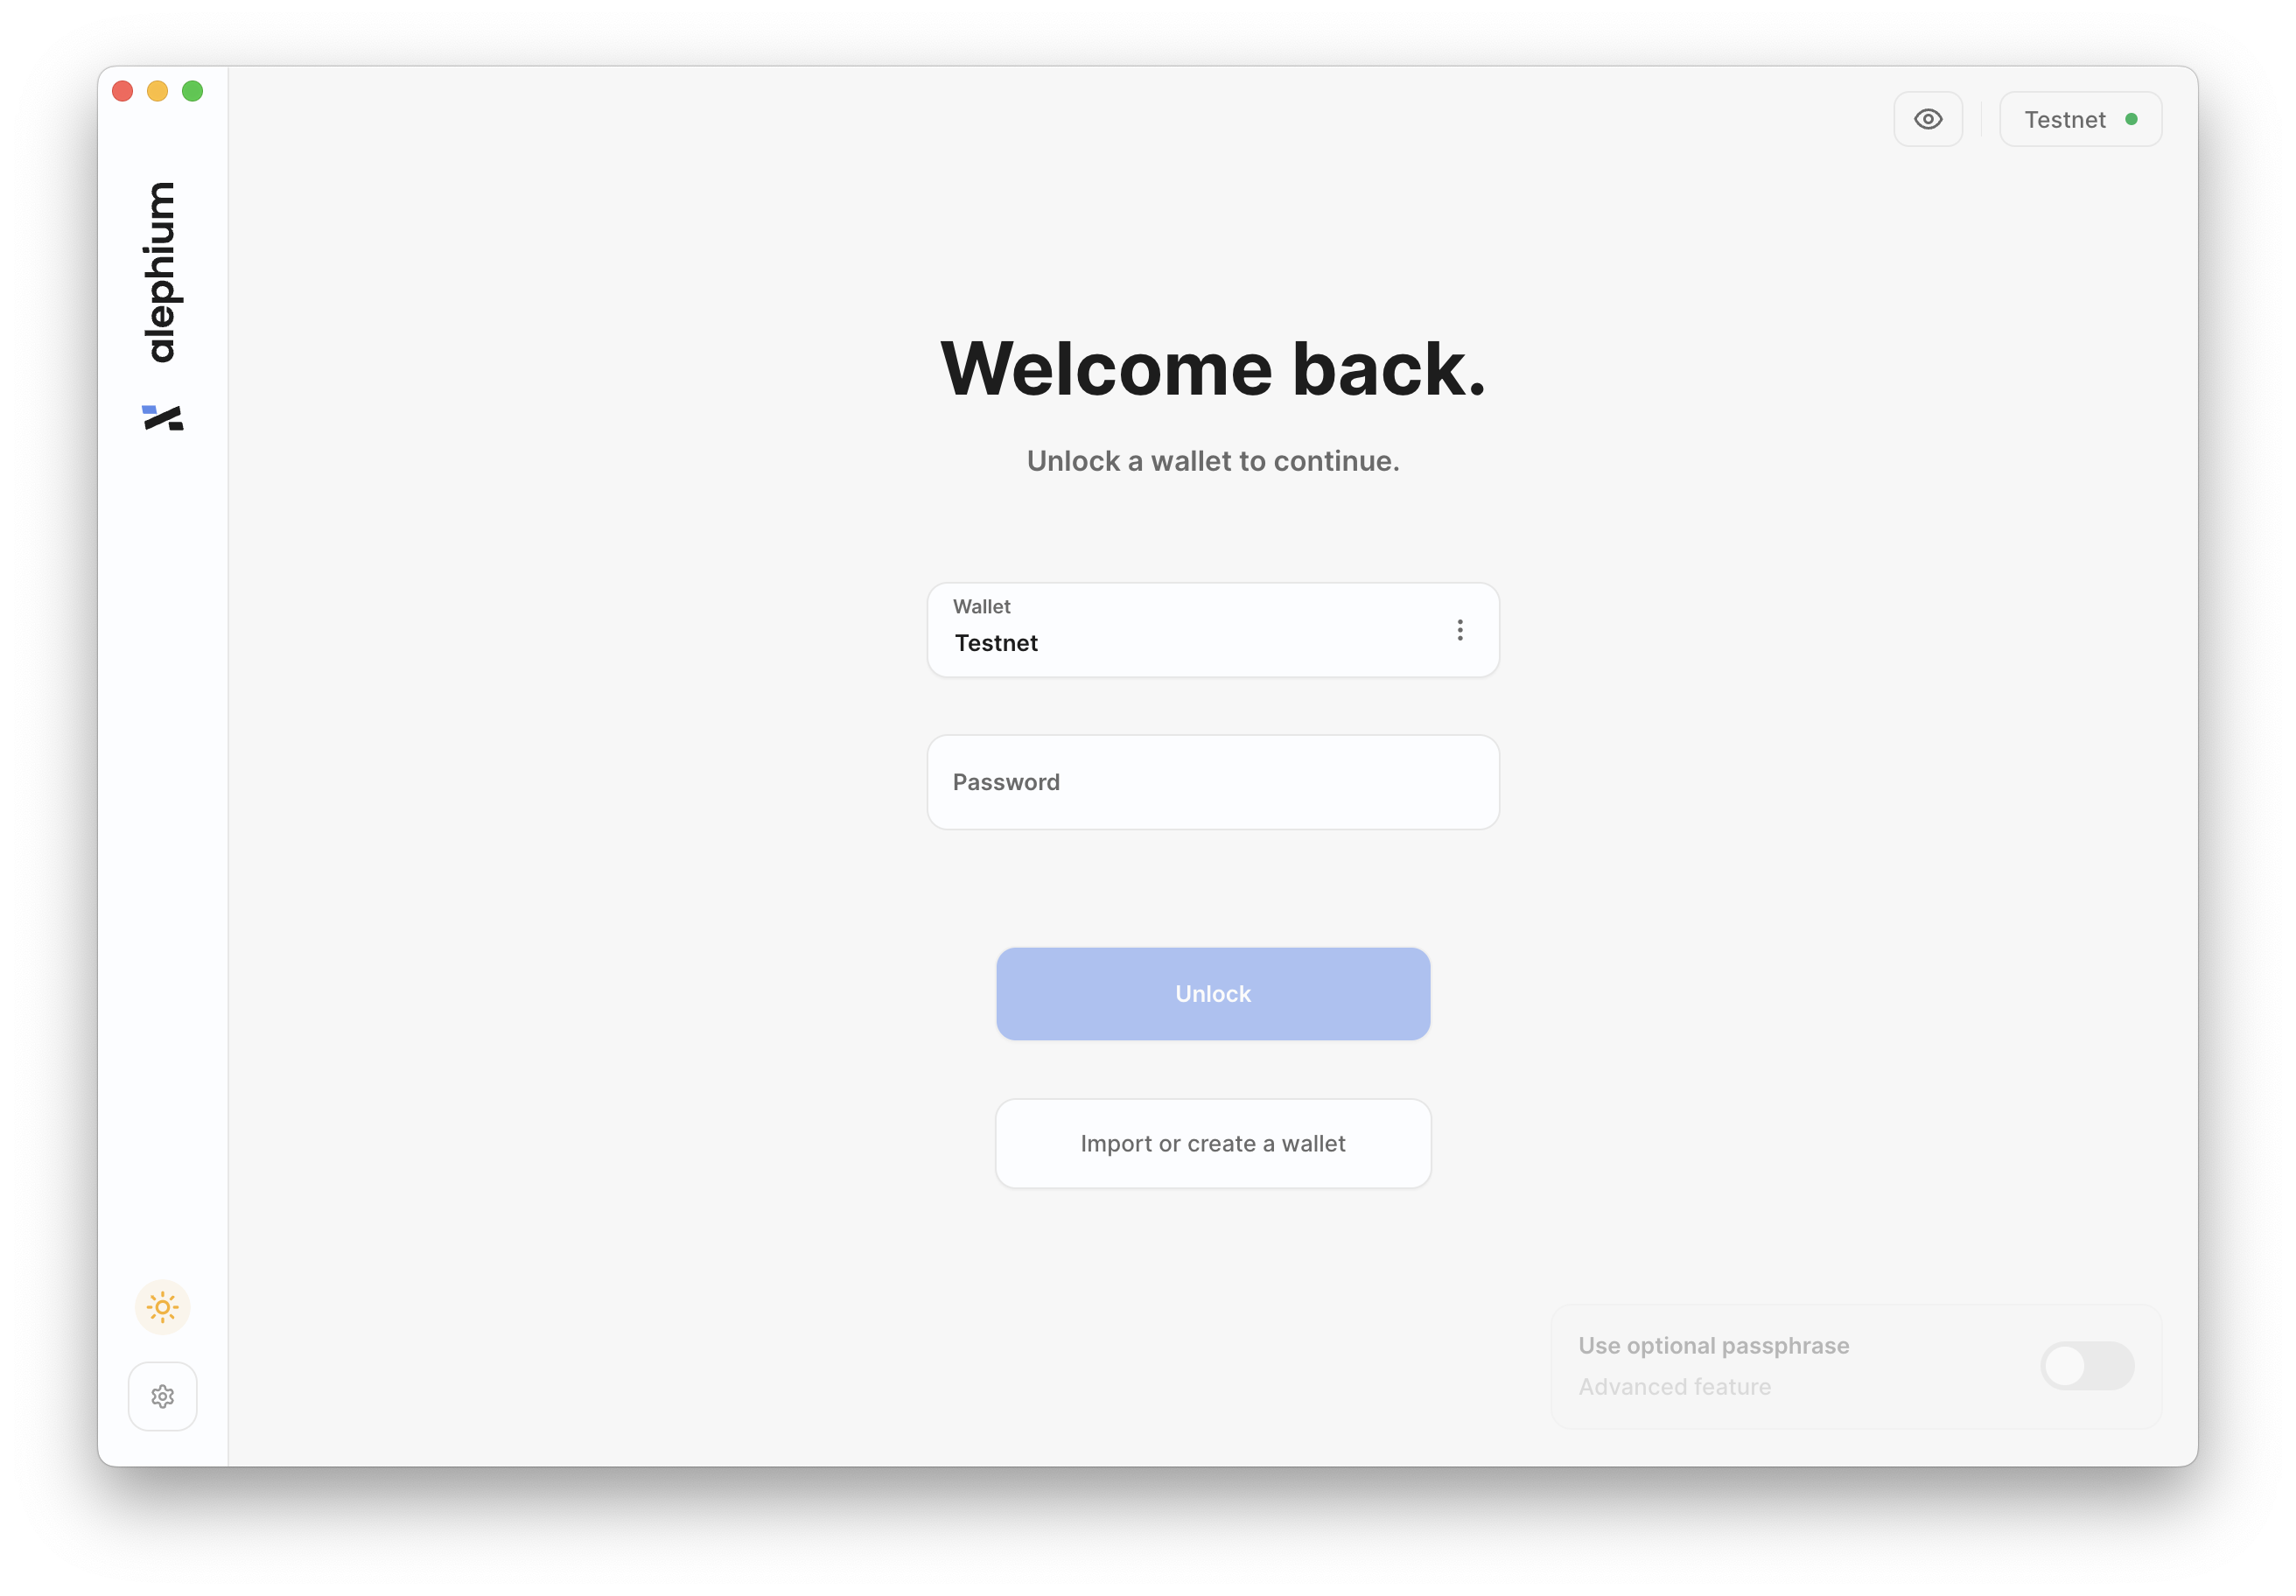 alephium
Testnet
Welcome back.
Unlock a wallet to continue.
Wallet
Testnet
Password
Unlock
Import or create a wallet
Use optional passphrase
Advanced feature